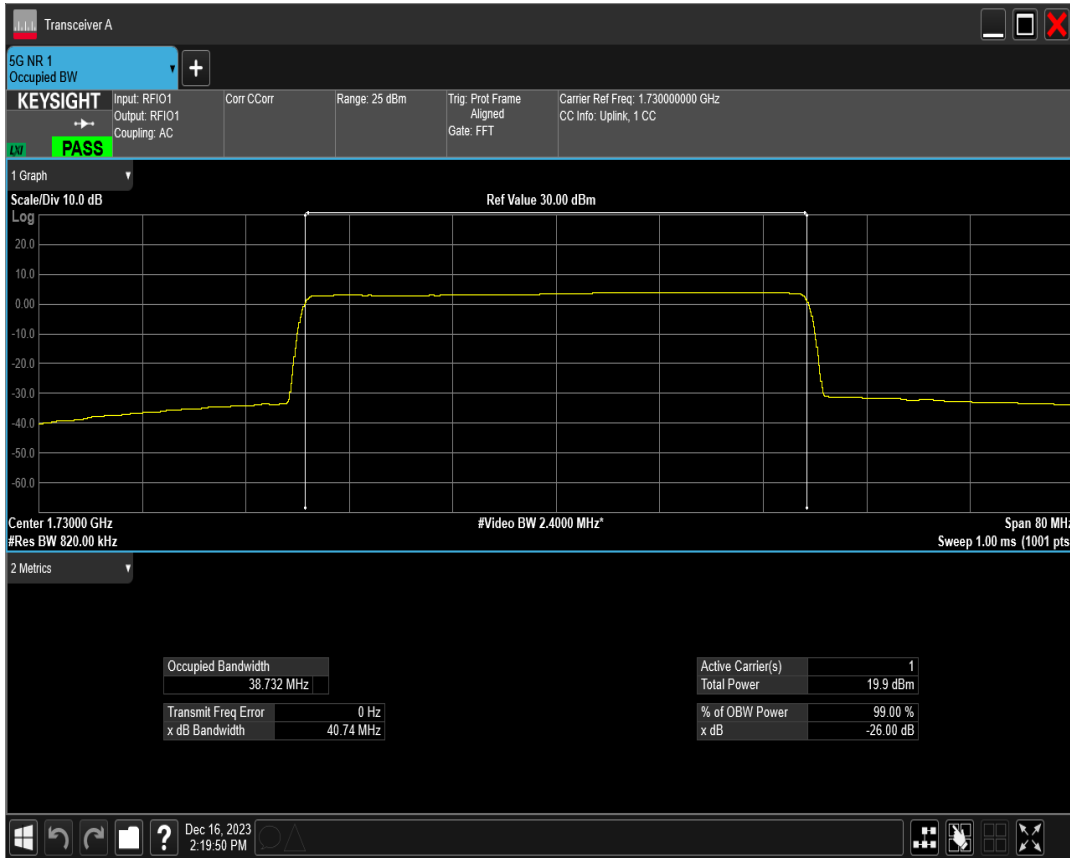 Transceiver A
5G NR 1
Occupied BW
KEYSIGHT
LXI
PASS
Input: RFIO1
Output: RFIO1
Coupling: AC
Corr CCorr
Range: 25 dBm
Trig: Prot Frame
Aligned
Gate: FFT
Carrier Ref Freq: 1.730000000 GHz
CC Info: Uplink, 1 CC
1 Graph
Scale/Div 10.0 dB
Ref Value 30.00 dBm
Log
20.0
10.0
0.00
-10.0
-20.0
-30.0
-40.0
-50.0
-60.0
Center 1.73000 GHz
#Video BW 2.4000 MHz*
Span 80 MHz
#Res BW 820.00 kHz
Sweep 1.00 ms (1001 pts
2 Metrics
Occupied Bandwidth
38.732 MHz
Transmit Freq Error 0 Hz
x dB Bandwidth 40.74 MHz
Active Carrier(s) 1
Total Power 19.9 dBm
% of OBW Power 99.00 %
x dB -26.00 dB
?
Dec 16, 2023
2:19:50 PM